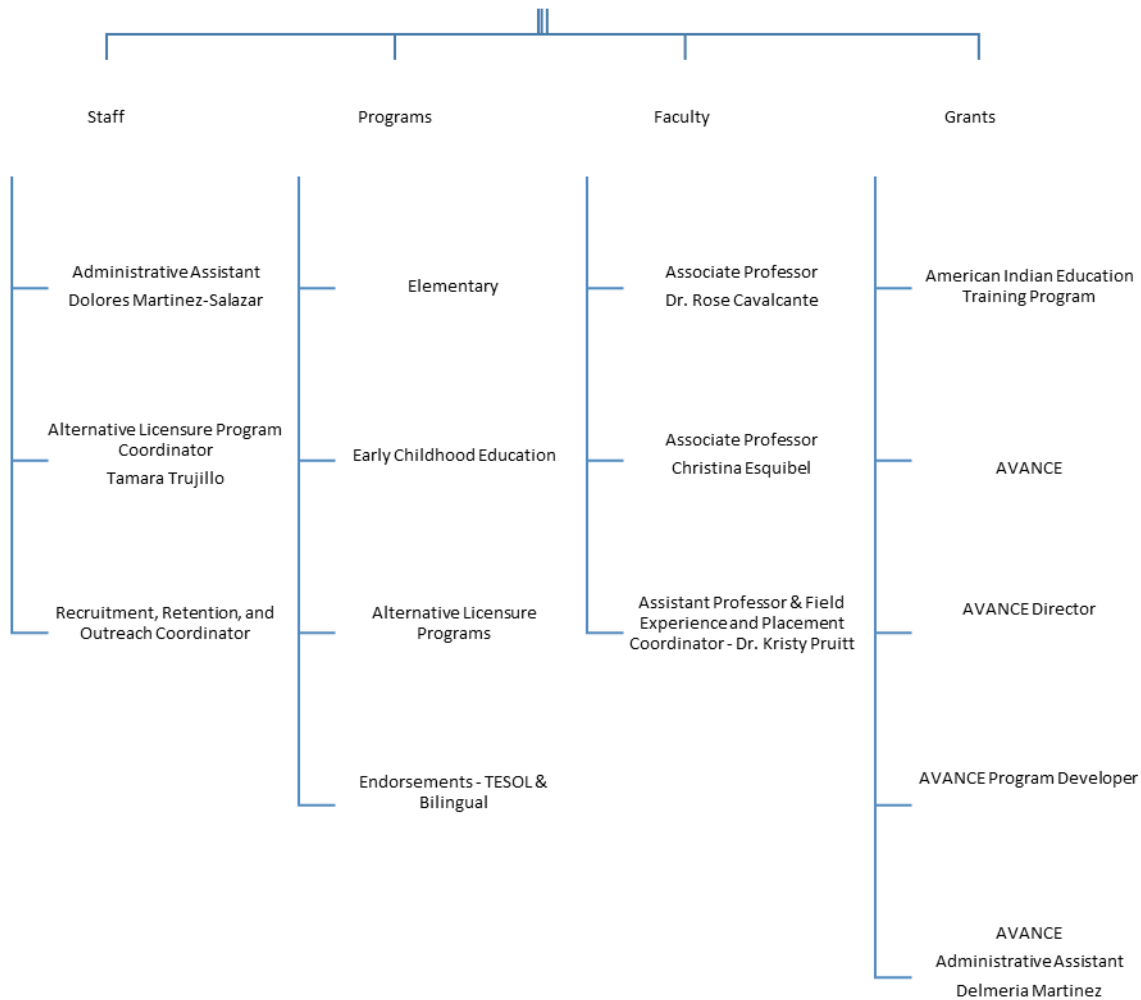 Staff
Programs
Faculty
Grants
Administrative Assistant
Dolores Martinez-Salazar
Alternative Licensure Program
Coordinator
Tamara Trujillo
Recruitment, Retention, and
Outreach Coordinator
Elementary
Early Childhood Education
Alternative Licensure
Programs
Endorsements - TESOL &
Bilingual
Associate Professor
Dr. Rose Cavalcante
Associate Professor
Christina Esquibel
Assistant Professor & Field
Experience and Placement
Coordinator - Dr. Kristy Pruitt
American Indian Education
Training Program
AVANCE
AVANCE Director
AVANCE Program Developer
AVANCE
Administrative Assistant
Delmeria Martinez